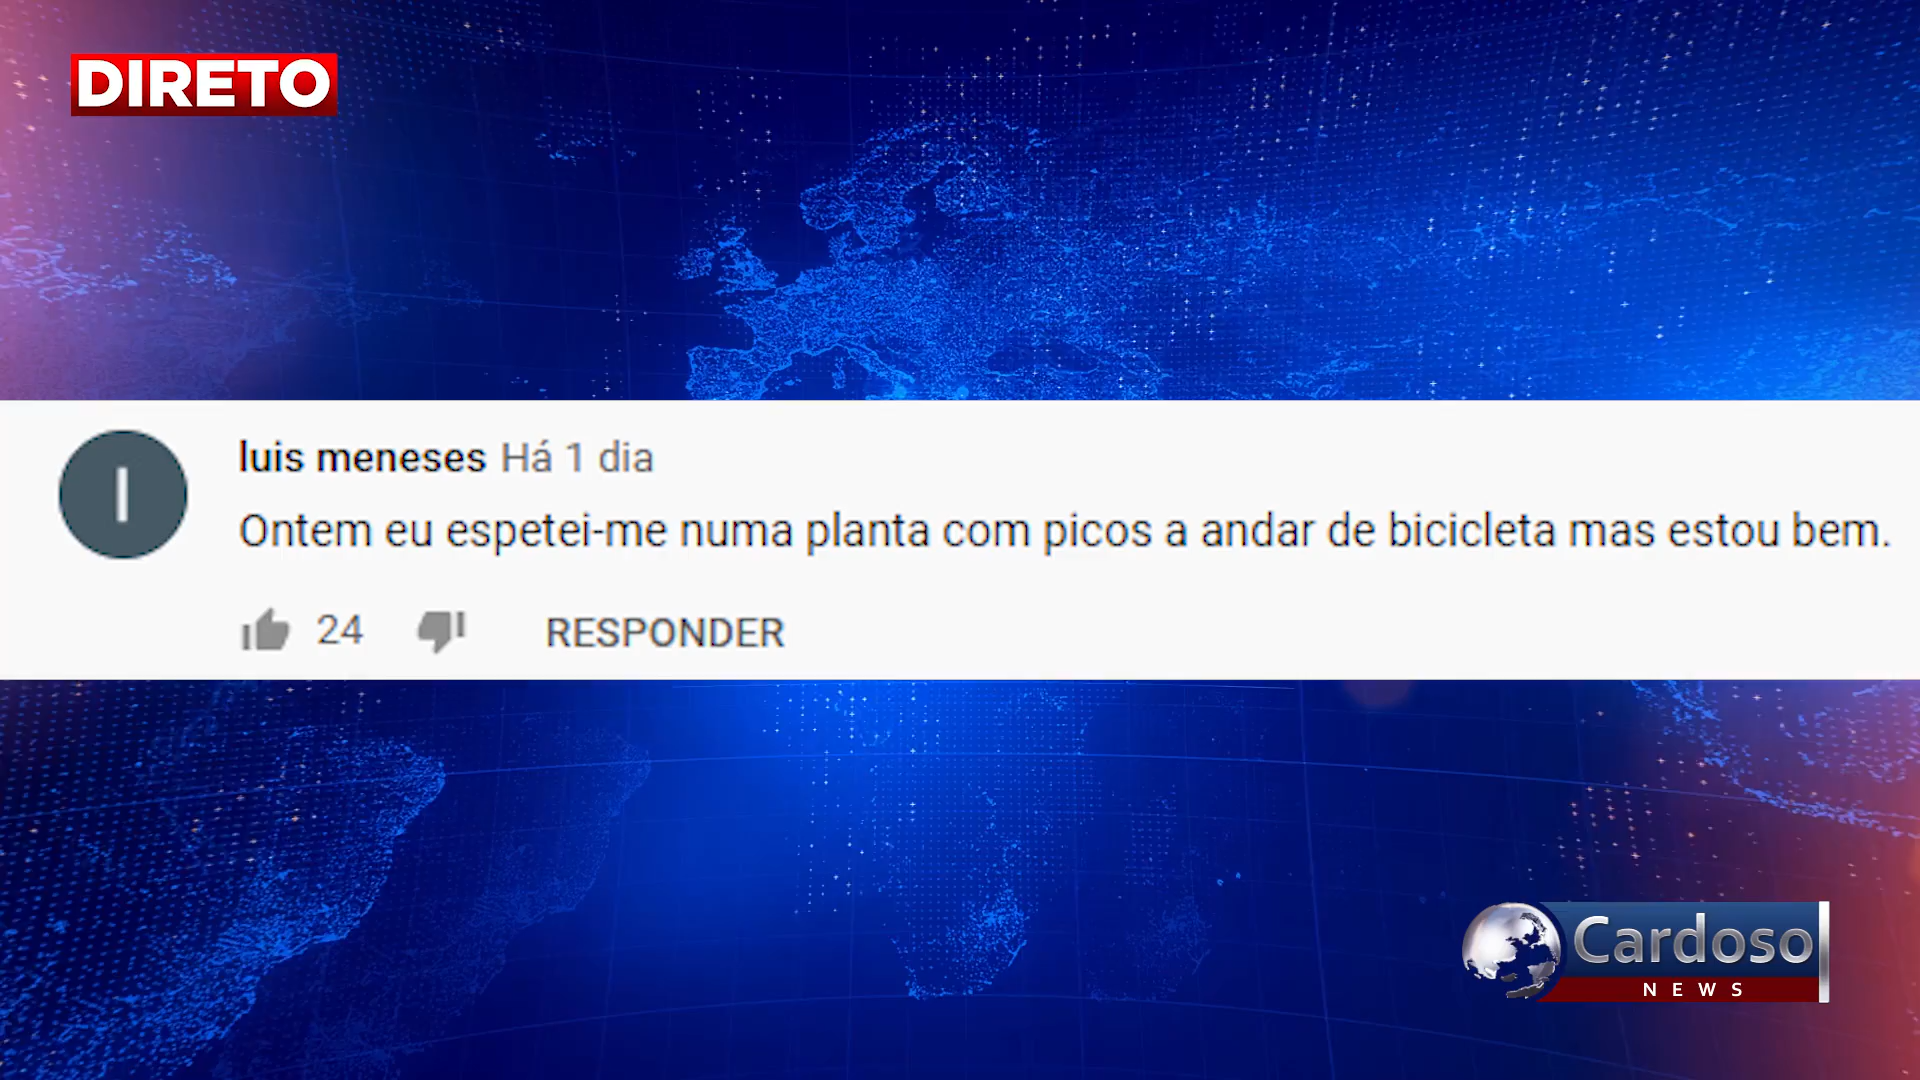 DIRETO
l
luis meneses Há 1 dia
Ontem eu espetei-me numa planta com picos a andar de bicicleta mas estou bem.
24 RESPONDER
Cardoso
NEWS